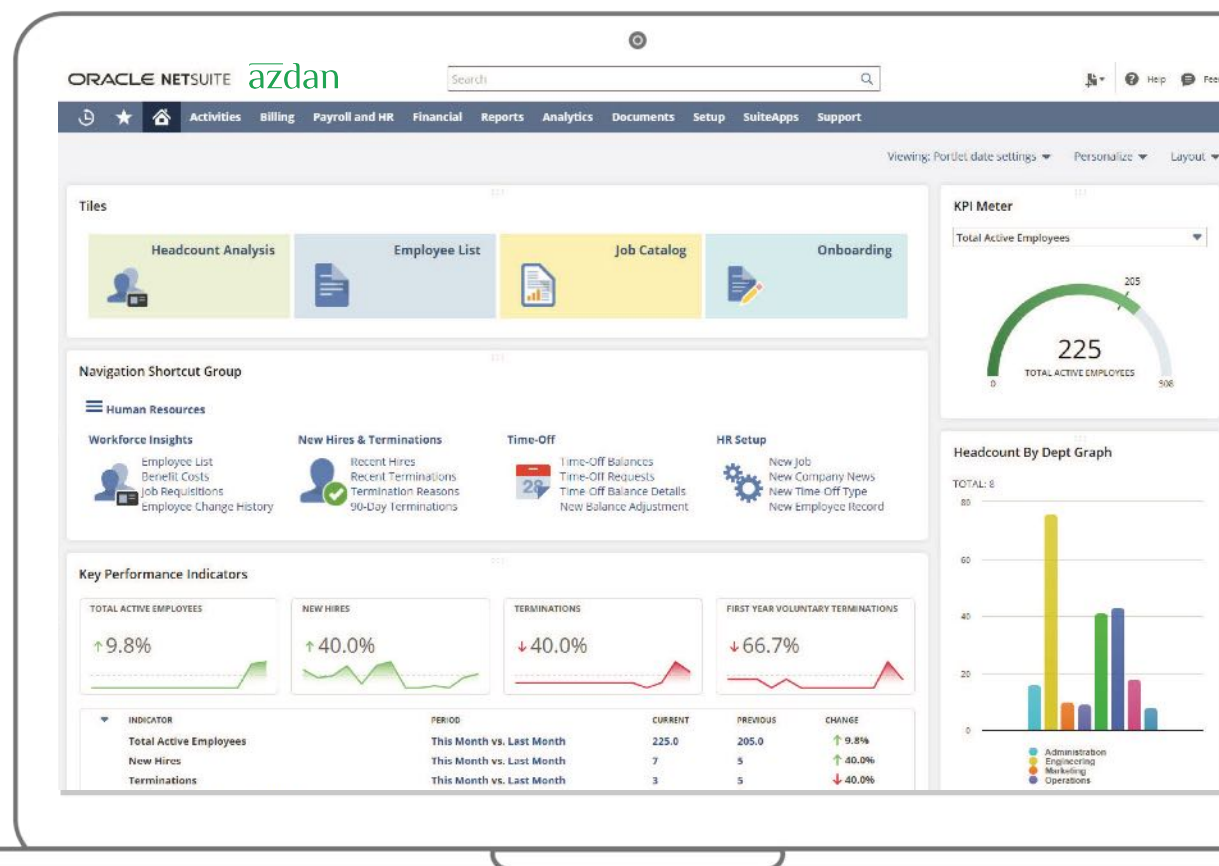 ORACLE NETSUITE āzdan
Search
Help
Fee
Activities Billing Payroll and HR Financial Reports Analytics Documents Setup SuiteApps Support
Viewing: Portlet date settings Personalize Layout
Tiles
Headcount Analysis
Employee List
Job Catalog
Onboarding
Navigation Shortcut Group
Human Resources
Workforce Insights
Employee List
Benefit Costs
Job Requisitions
Employee Change History
New Hires & Terminations
Recent Hires
Recent Terminations
Termination Reasons
90-Day Terminations
Time-Off
28
Time-Off Balances
Time-Off Requests
Time Off Balance Details
New Balance Adjustment
HR Setup
New Job
New Company News
New Time Off Type
New Employee Record
Key Performance Indicators
TOTAL ACTIVE EMPLOYEES
↑9.8%
NEW HIRES
↑40.0%
TERMINATIONS
↓40.0%
FIRST YEAR VOLUNTARY TERMINATIONS
↓66.7%
INDICATOR PERIOD CURRENT PREVIOUS CHANGE
Total Active Employees This Month vs. Last Month 225.0 205.0 ↑ 9.8%
New Hires This Month vs. Last Month 7 5 ↑ 40.0%
Terminations This Month vs. Last Month 3 5 ↓ 40.0%
KPI Meter
Total Active Employees
205
225
TOTAL ACTIVE EMPLOYEES
0
308
Headcount By Dept Graph
TOTAL: 8
80
60
40
20
0
Administration
Engineering
Marketing
Operations